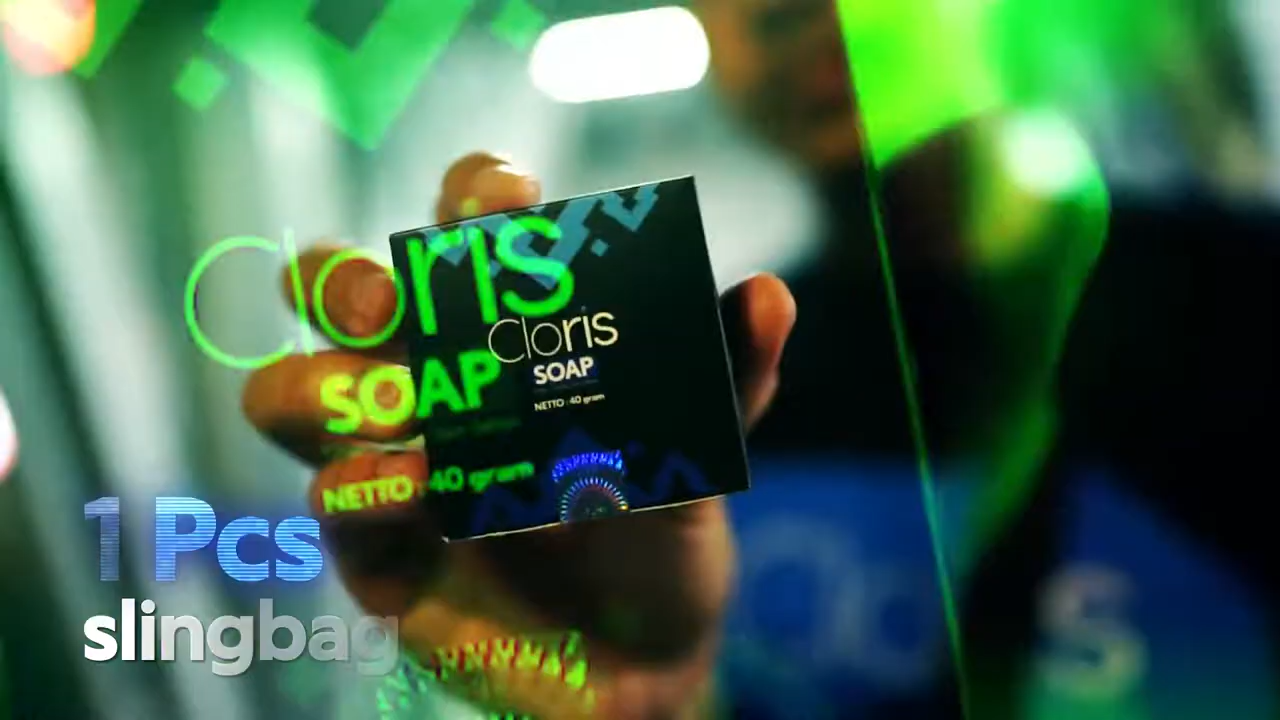 Cloris
SOAP
NETTO : 40 gram
Cloris
SOAP
NETTO : 40 gram
1 Pcs
slingbag